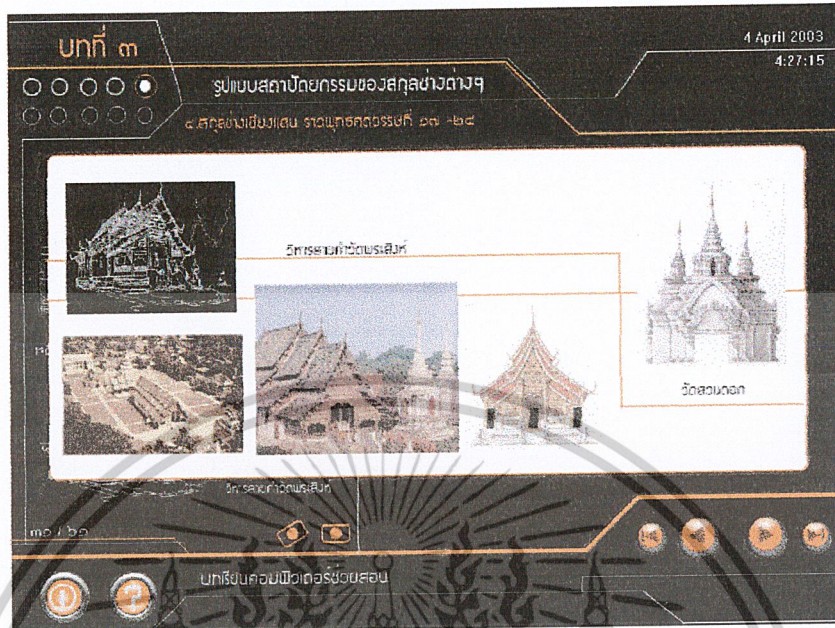 บทที่ ๓
4 April 2003
4:27:15
รูปแบบสถาปัตยกรรมของสกุลช่างต่างๆ
๔.สกุลช่างเชียงแสน ราวพุทธศตวรรษที่ ๑๗ -๒๔
วิหารลายคำวัดพระสิงห์
วัดสวนดอก
วิหารลายคำวัดพระสิงห์
๓๑ / ๖๑
บทเรียนคอมพิวเตอร์ช่วยสอน